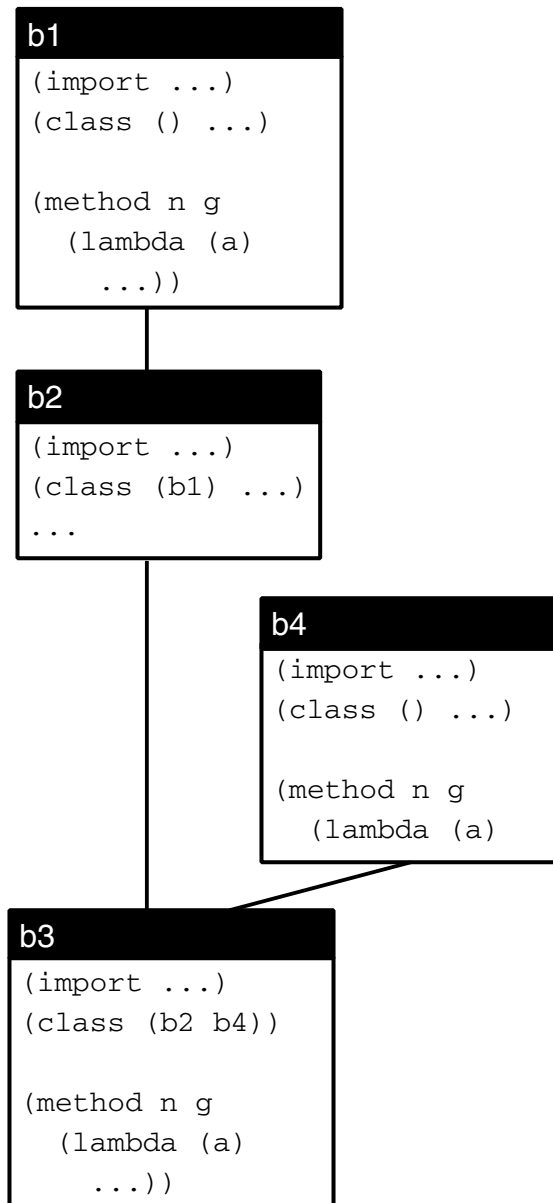 b1
(import ...)
(class () ...)
(method n g
(lambda (a)
...))
b2
(import ...)
(class (b1) ...)
...
b4
(import ...)
(class () ...)
(method n g
(lambda (a)
b3
(import ...)
(class (b2 b4))
(method n g
(lambda (a)
...))